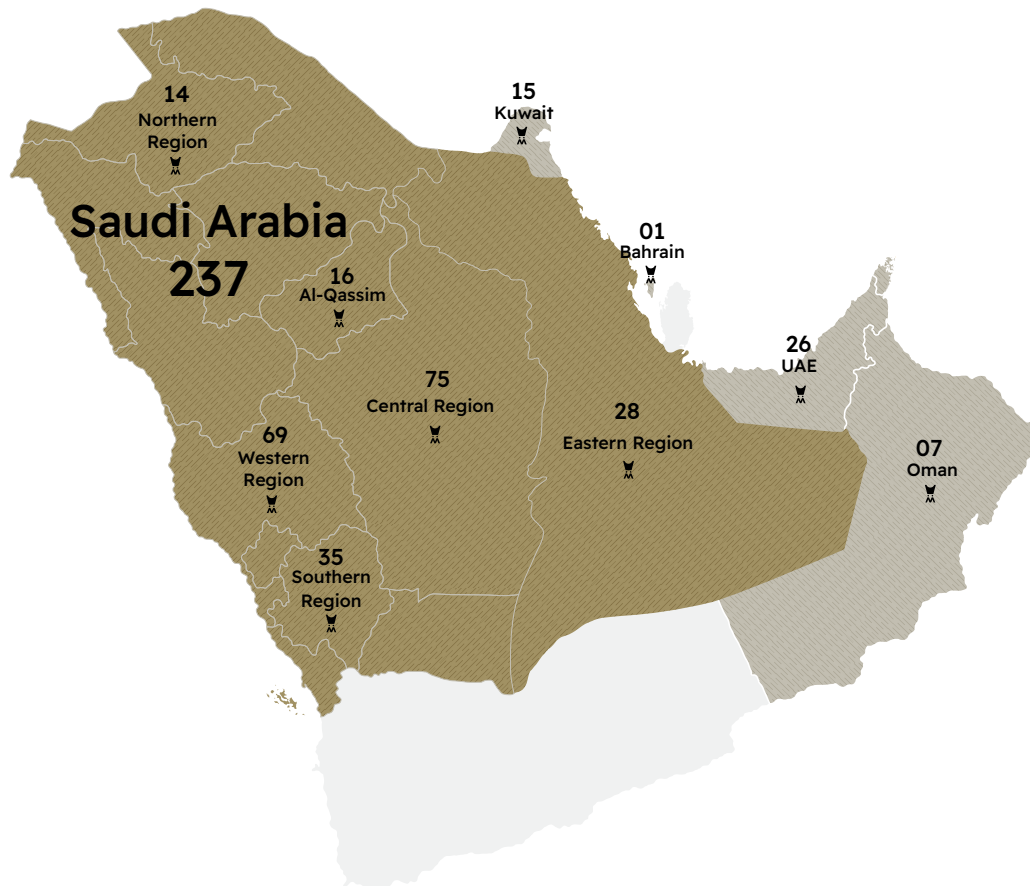 14
Northern
Region
15
Kuwait
Saudi Arabia
237
01
Bahrain
16
Al-Qassim
26
UAE
75
Central Region
28
Eastern Region
69
Western
Region
07
Oman
35
Southern
Region